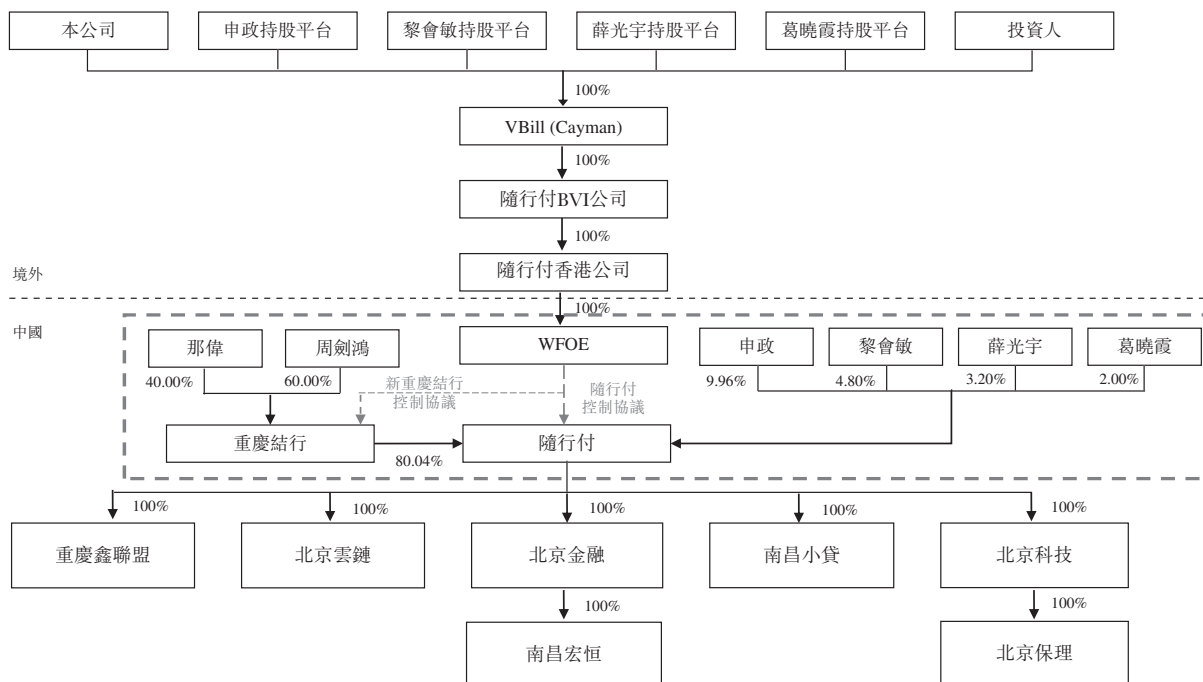 本公司
申政持股平台
黎會敏持股平台
薛光宇持股平台
葛曉霞持股平台
投資人
100%
VBill (Cayman)
100%
隨行付BVI公司
100%
隨行付香港公司
境外
中國
100%
那偉
周劍鴻
WFOE
申政
黎會敏
薛光宇
葛曉霞
40.00%
60.00%
9.96%
4.80%
3.20%
2.00%
新重慶結行
控制協議
隨行付
控制協議
重慶結行
80.04%
隨行付
100%
100%
100%
100%
100%
重慶鑫聯盟
北京雲鏈
北京金融
南昌小貸
北京科技
100%
100%
南昌宏恒
北京保理